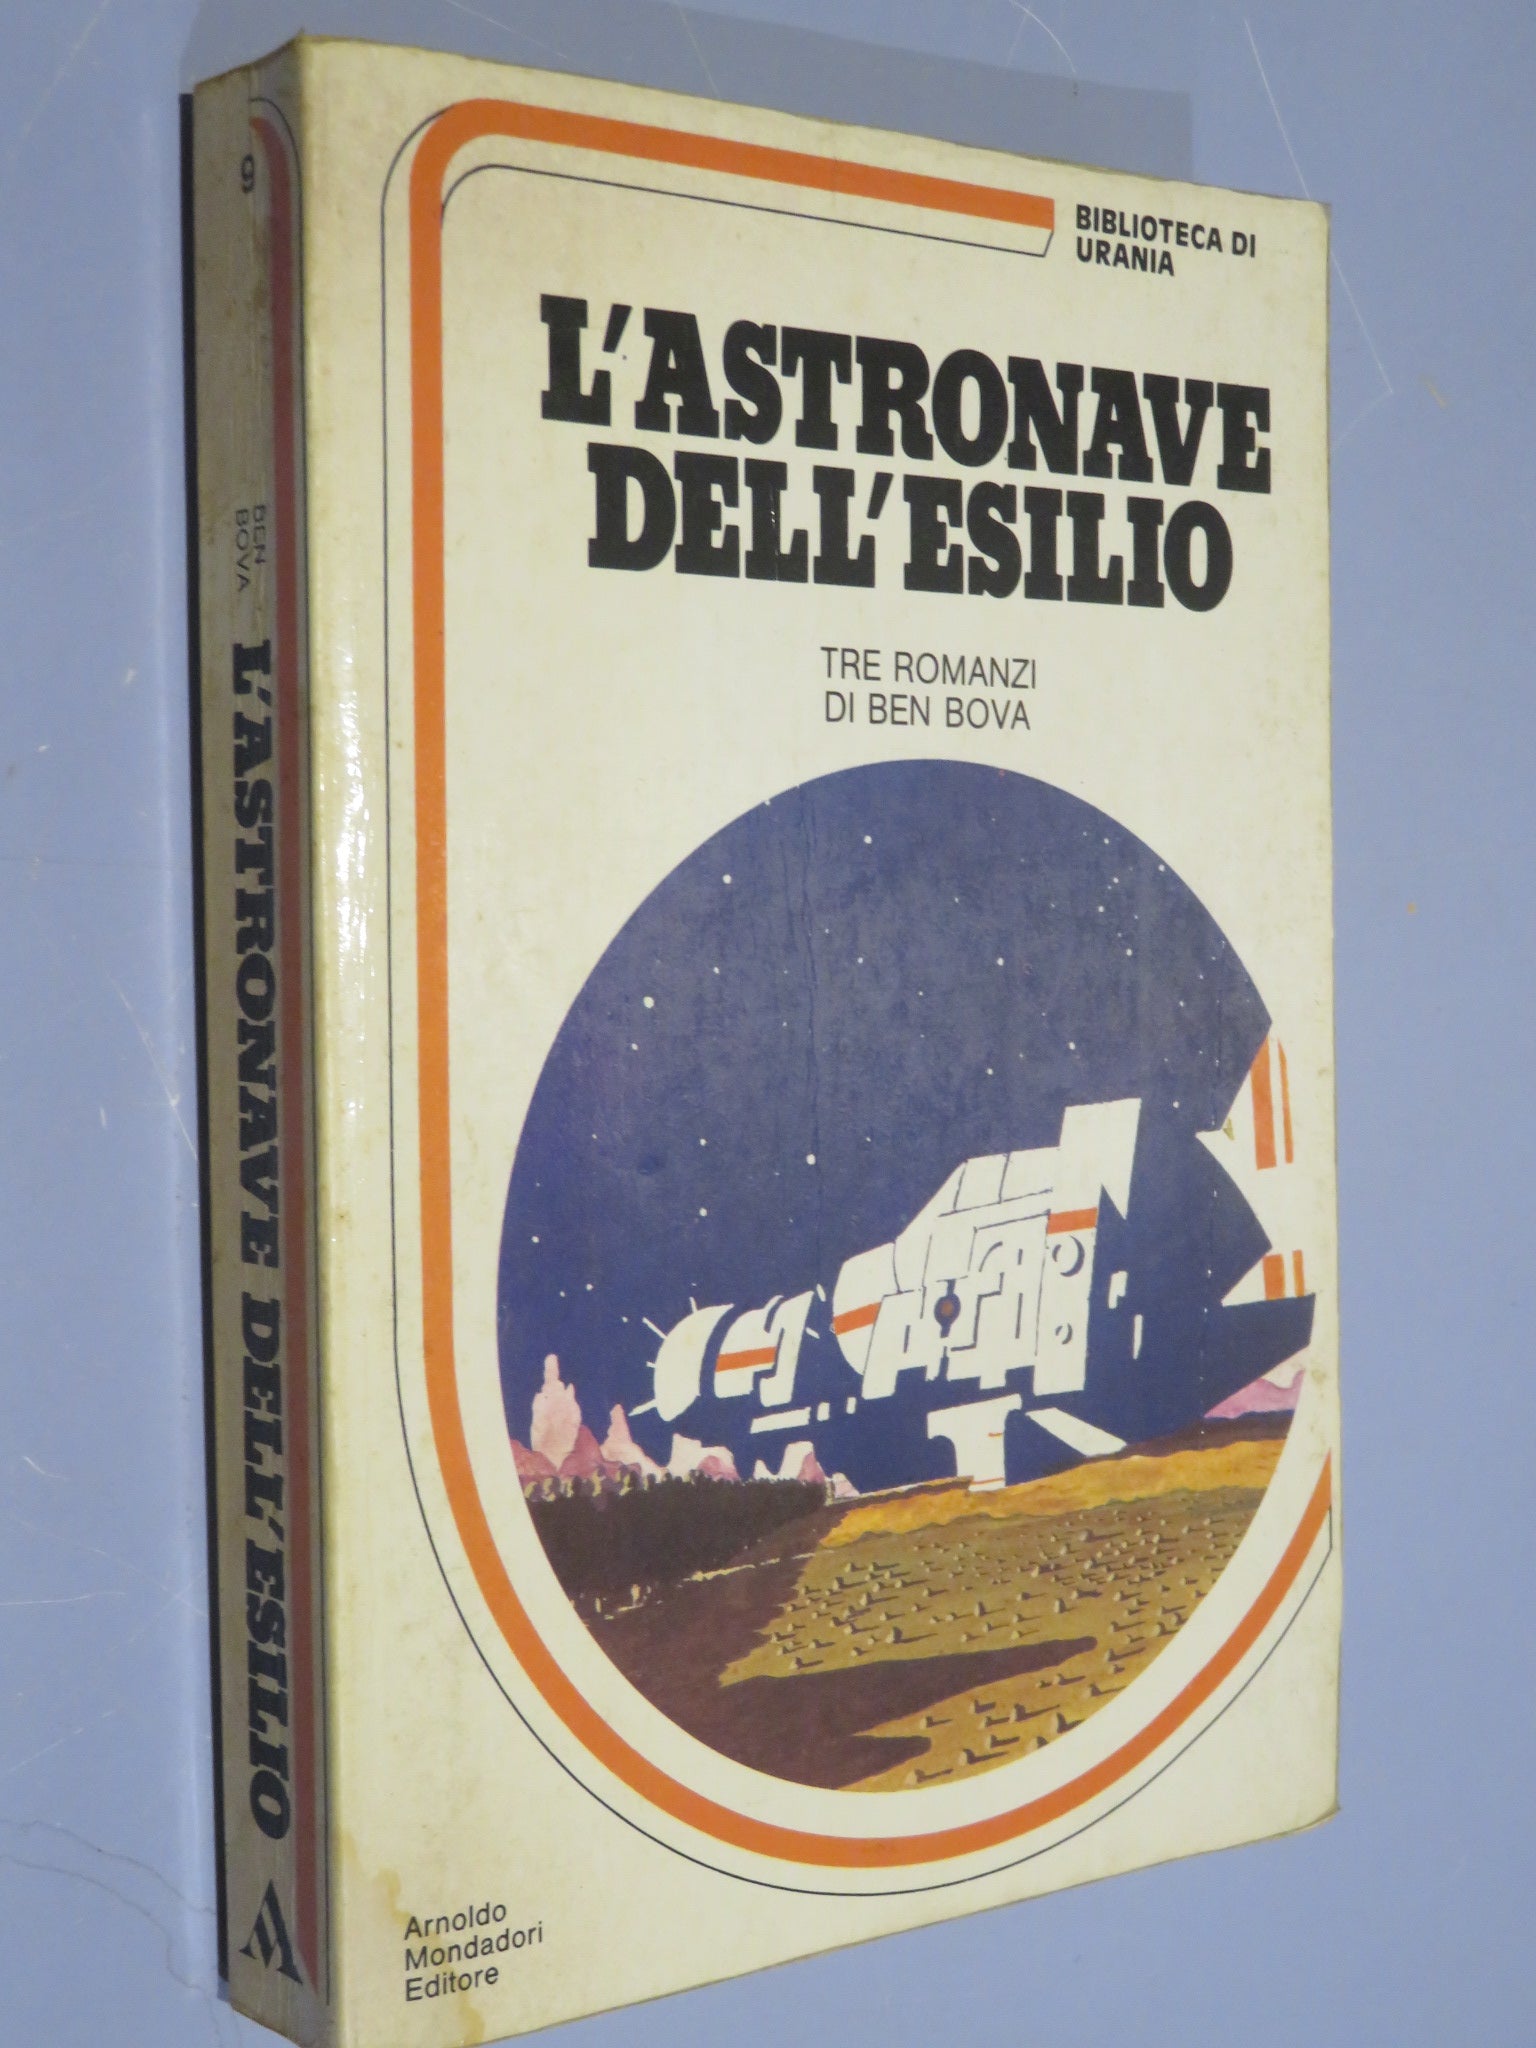 BIBLIOTECA DI
URANIA
L'ASTRONAVE
DELL'ESILIO
TRE ROMANZI
DI BEN BOVA
Arnoldo
Mondadori
Editore
9
BEN
BOVA
L'ASTRONAVE DELL'ESILIO